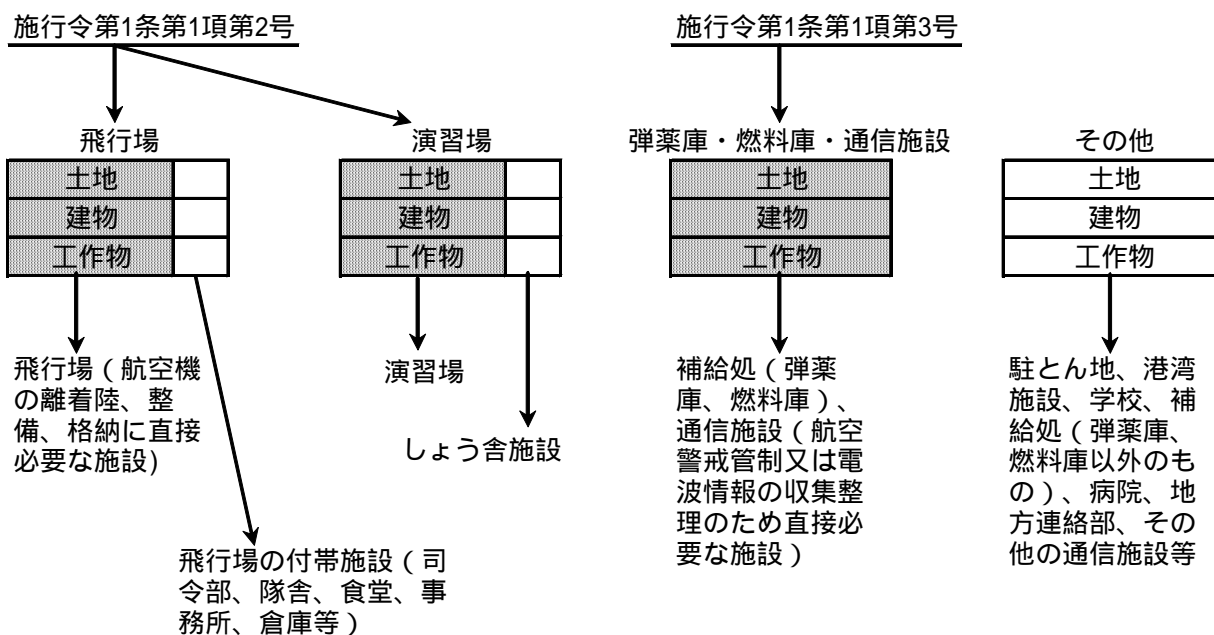 施行令第1条第1項第2号
施行令第1条第1項第3号
飛行場
土地
建物
工作物
演習場
土地
建物
工作物
弾薬庫・燃料庫・通信施設
土地
建物
工作物
その他
土地
建物
工作物
飛行場（航空機
の離着陸、整
備、格納に直接
必要な施設)
飛行場の付帯施設（司
令部、隊舎、食堂、事
務所、倉庫等）
演習場
しょう舎施設
補給処（弾薬
庫、燃料庫）、
通信施設（航空
警戒管制又は電
波情報の収集整
理のため直接必
要な施設）
駐とん地、港湾
施設、学校、補
給処（弾薬庫、
燃料庫以外のも
の）、病院、地
方連絡部、その
他の通信施設等